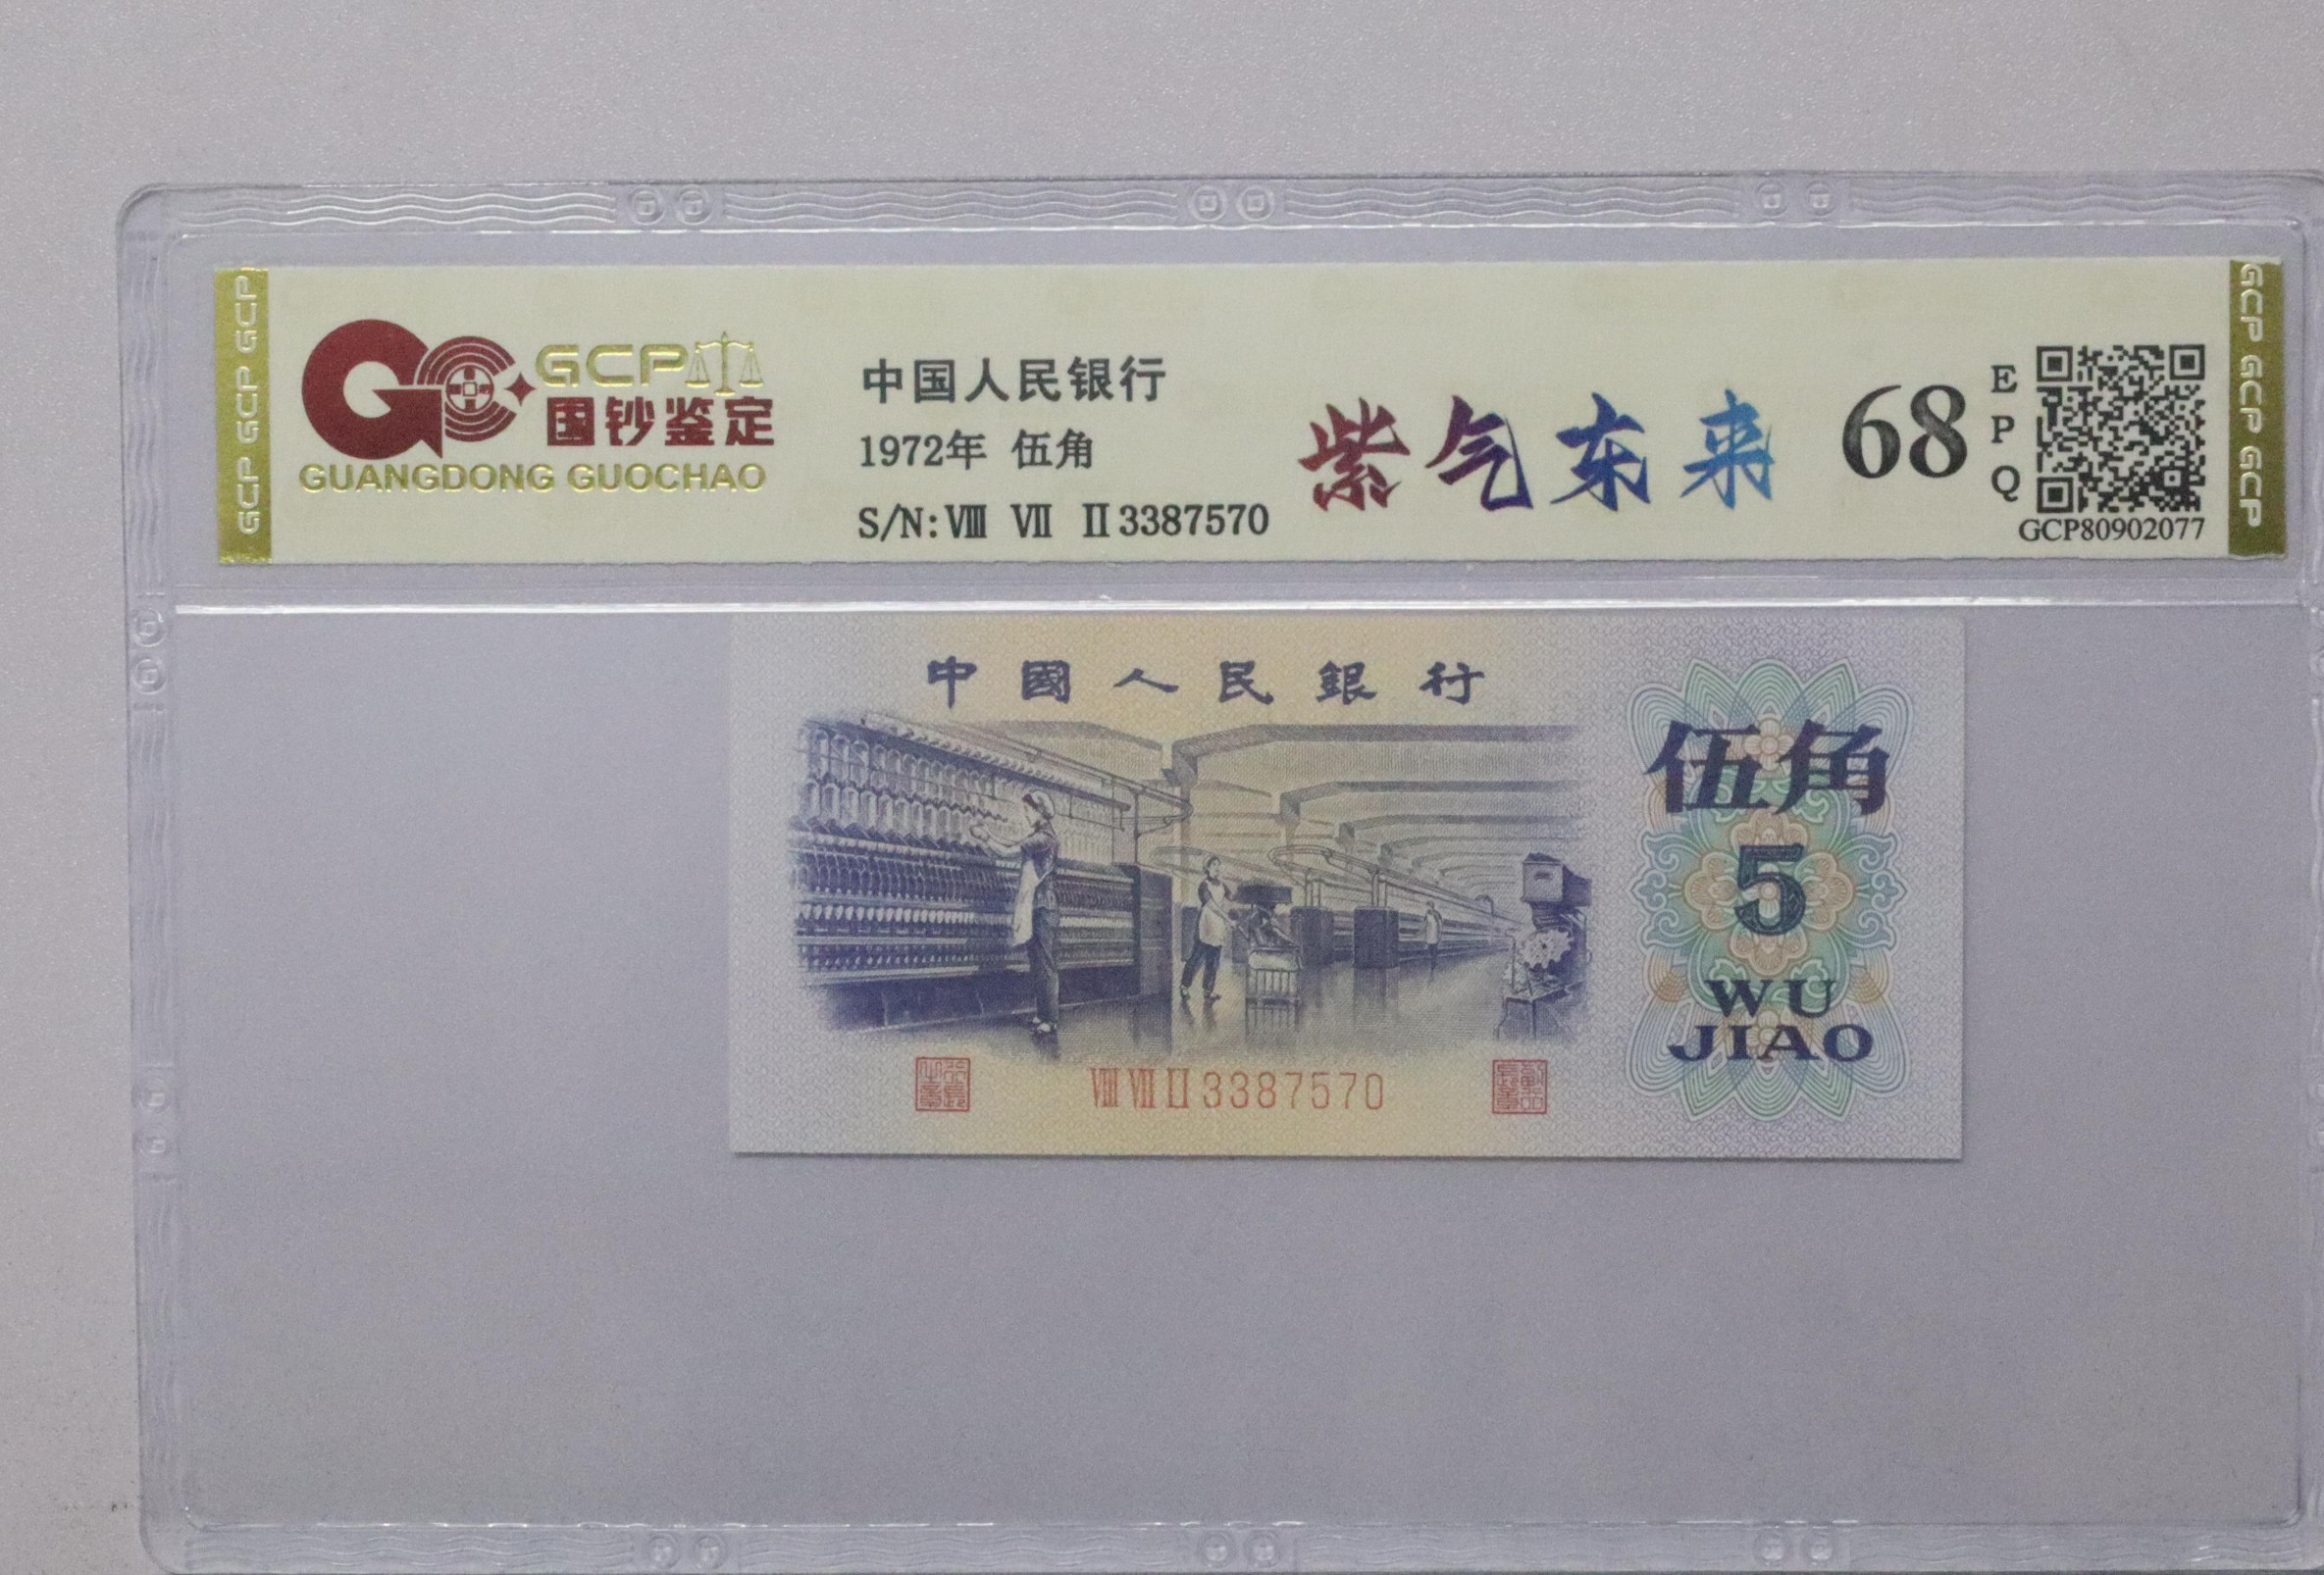 GCP GCP GCP
GCP
国钞鉴定
GUANGDONG GUOCHAO
中国人民银行
1972年 伍角
S/N: Ⅷ Ⅶ Ⅱ 3387570
紫气东来
68
E
P
Q
GCP80902077
GCP GCP GCP
中國人民銀行
伍角
5
WU
JIAO
Ⅷ Ⅶ Ⅱ 3387570